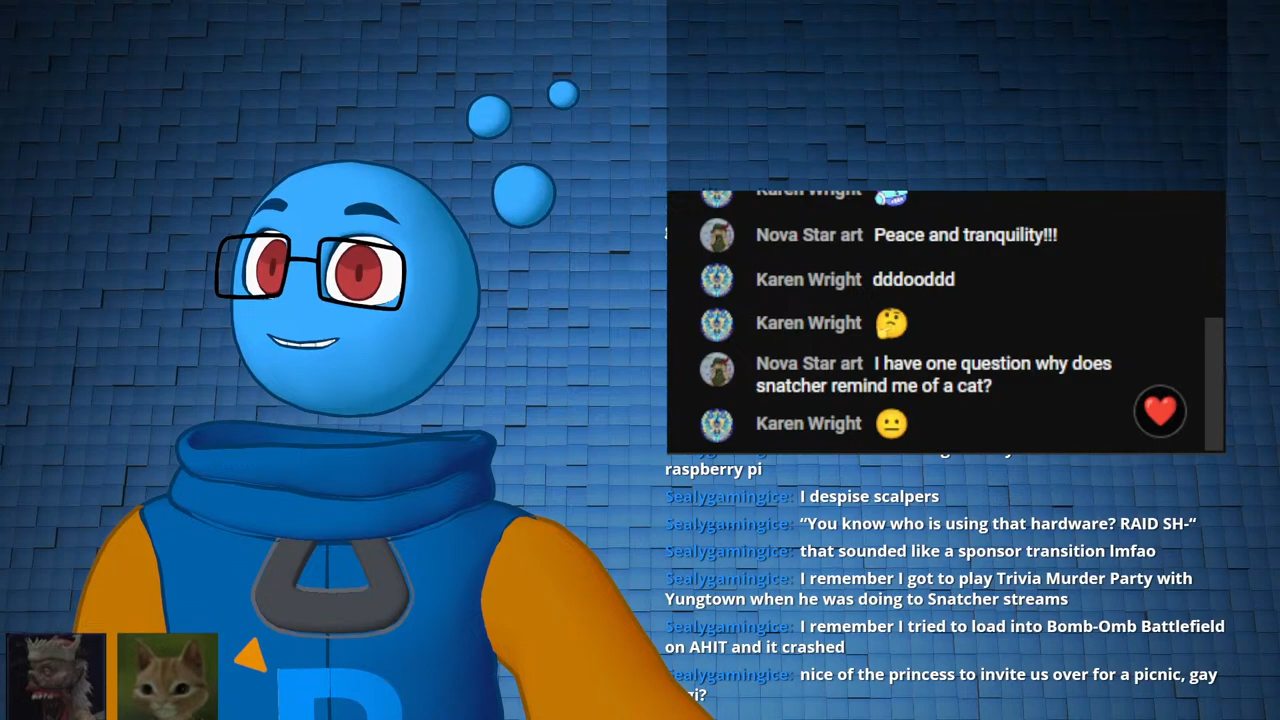 Karen Wright
Nova Star art Peace and tranquility!!!
Karen Wright dddooddd
Karen Wright 🤔
Nova Star art I have one question why does
snatcher remind me of a cat?
Karen Wright 😐
raspberry pi
Sealygamingice: I despise scalpers
Sealygamingice: “You know who is using that hardware? RAID SH-“
Sealygamingice: that sounded like a sponsor transition lmfao
Sealygamingice: I remember I got to play Trivia Murder Party with
Yungtown when he was doing to Snatcher streams
Sealygamingice: I remember I tried to load into Bomb-Omb Battlefield
on AHIT and it crashed
Sealygamingice: nice of the princess to invite us over for a picnic, gay